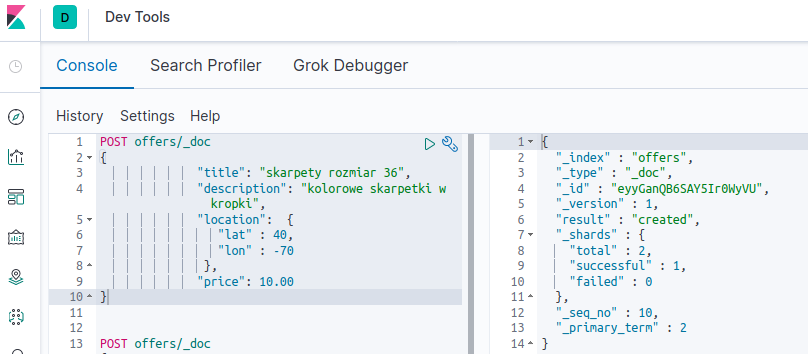 D Dev Tools
Console Search Profiler Grok Debugger
History Settings Help
1 POST offers/_doc
2 {
3 "title": "skarpety rozmiar 36",
4 "description": "kolorowe skarpetki w
kropki",
5 "location": {
6 "lat" : 40,
7 "lon" : -70
8 },
9 "price": 10.00
10 }
11
12
13 POST offers/_doc
1 {
2 "_index" : "offers",
3 "_type" : "_doc",
4 "_id" : "eyyGanQB6SAY5Ir0WyVU",
5 "_version" : 1,
6 "result" : "created",
7 "_shards" : {
8 "total" : 2,
9 "successful" : 1,
10 "failed" : 0
11 },
12 "_seq_no" : 10,
13 "_primary_term" : 2
14 }